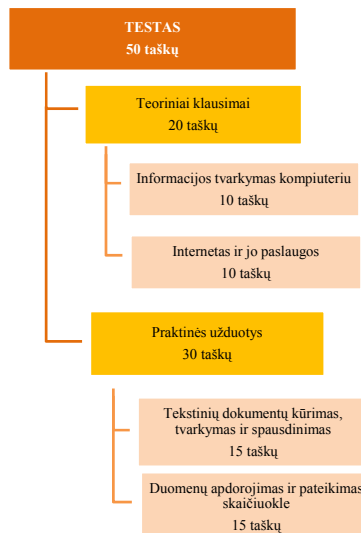 TESTAS
50 taškų
Teoriniai klausimai
20 taškų
Informacijos tvarkymas kompiuteriu
10 taškų
Internetas ir jo paslaugos
10 taškų
Praktinės užduotys
30 taškų
Tekstinių dokumentų kūrimas,
tvarkymas ir spausdinimas
15 taškų
Duomenų apdorojimas ir pateikimas
skaičiuokle
15 taškų